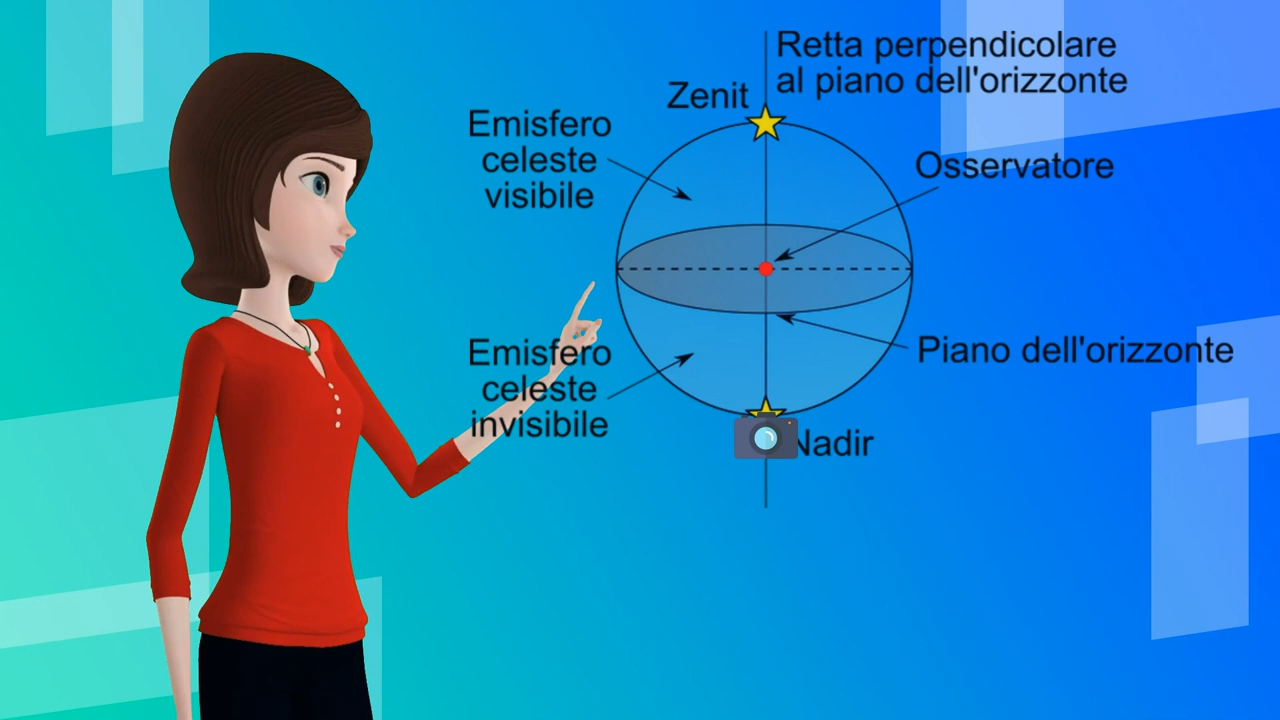 Retta perpendicolare
al piano dell'orizzonte
Zenit
Emisfero
celeste
visibile
Osservatore
Emisfero
celeste
invisibile
Piano dell'orizzonte
Nadir